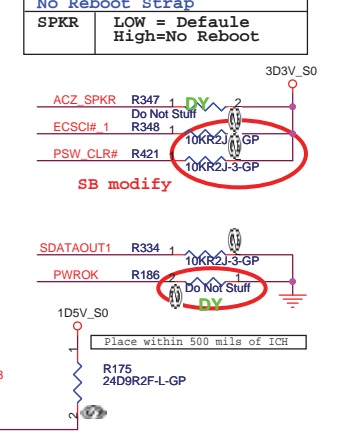 No Reboot Strap
SPKR
LOW = Defaule
High=No Reboot
3D3V_S0
ACZ_SPKR R347 1 DY 2
Do Not Stuff
ECSCI#_1 R348 1
10KR2J GP
PSW_CLR# R421 1
10KR2J-3-GP
SB modify
SDATAOUT1 R334 1
10KR2J-3-GP
PWROK R186 2 1
Do Not Stuff
DY
1D5V_S0
Place within 500 mils of ICH
1
R175
24D9R2F-L-GP
2